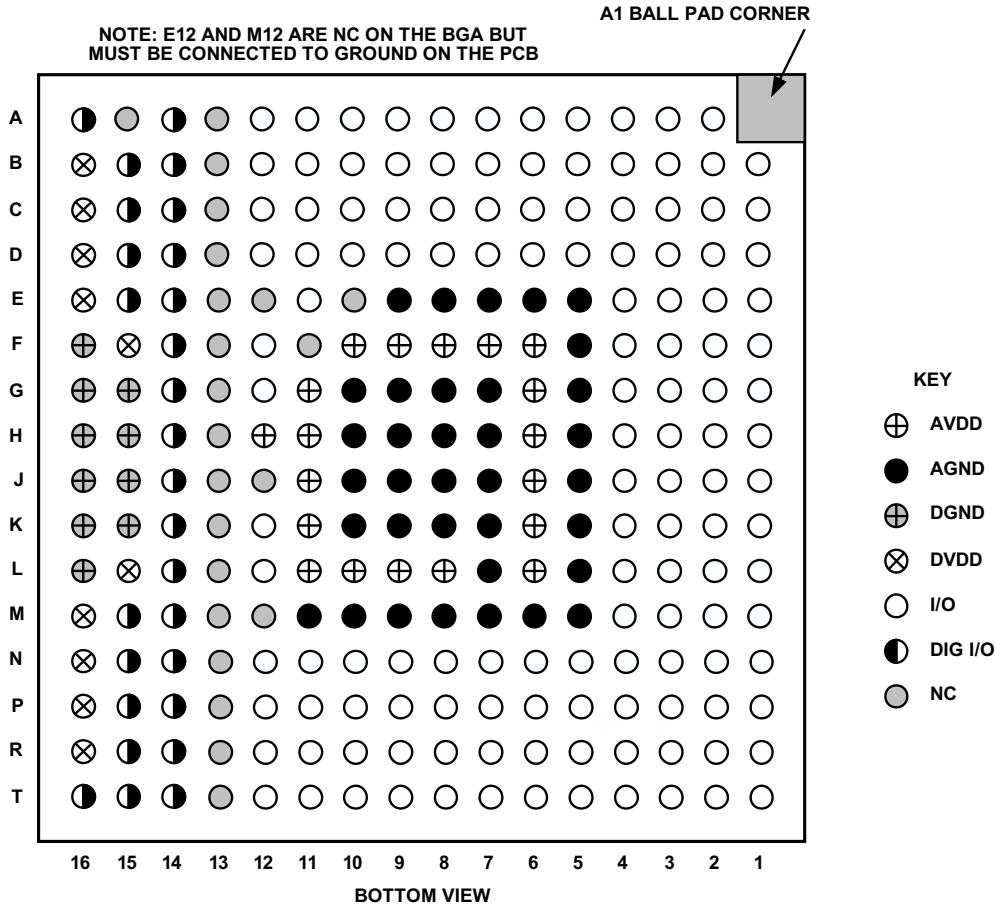 A1 BALL PAD CORNER
NOTE: E12 AND M12 ARE NC ON THE BGA BUT
MUST BE CONNECTED TO GROUND ON THE PCB
A
B
C
D
E
F
G
H
J
K
L
M
N
P
R
T
16 15 14 13 12 11 10 9 8 7 6 5 4 3 2 1
BOTTOM VIEW
KEY
AVDD
AGND
DGND
DVDD
I/O
DIG I/O
NC